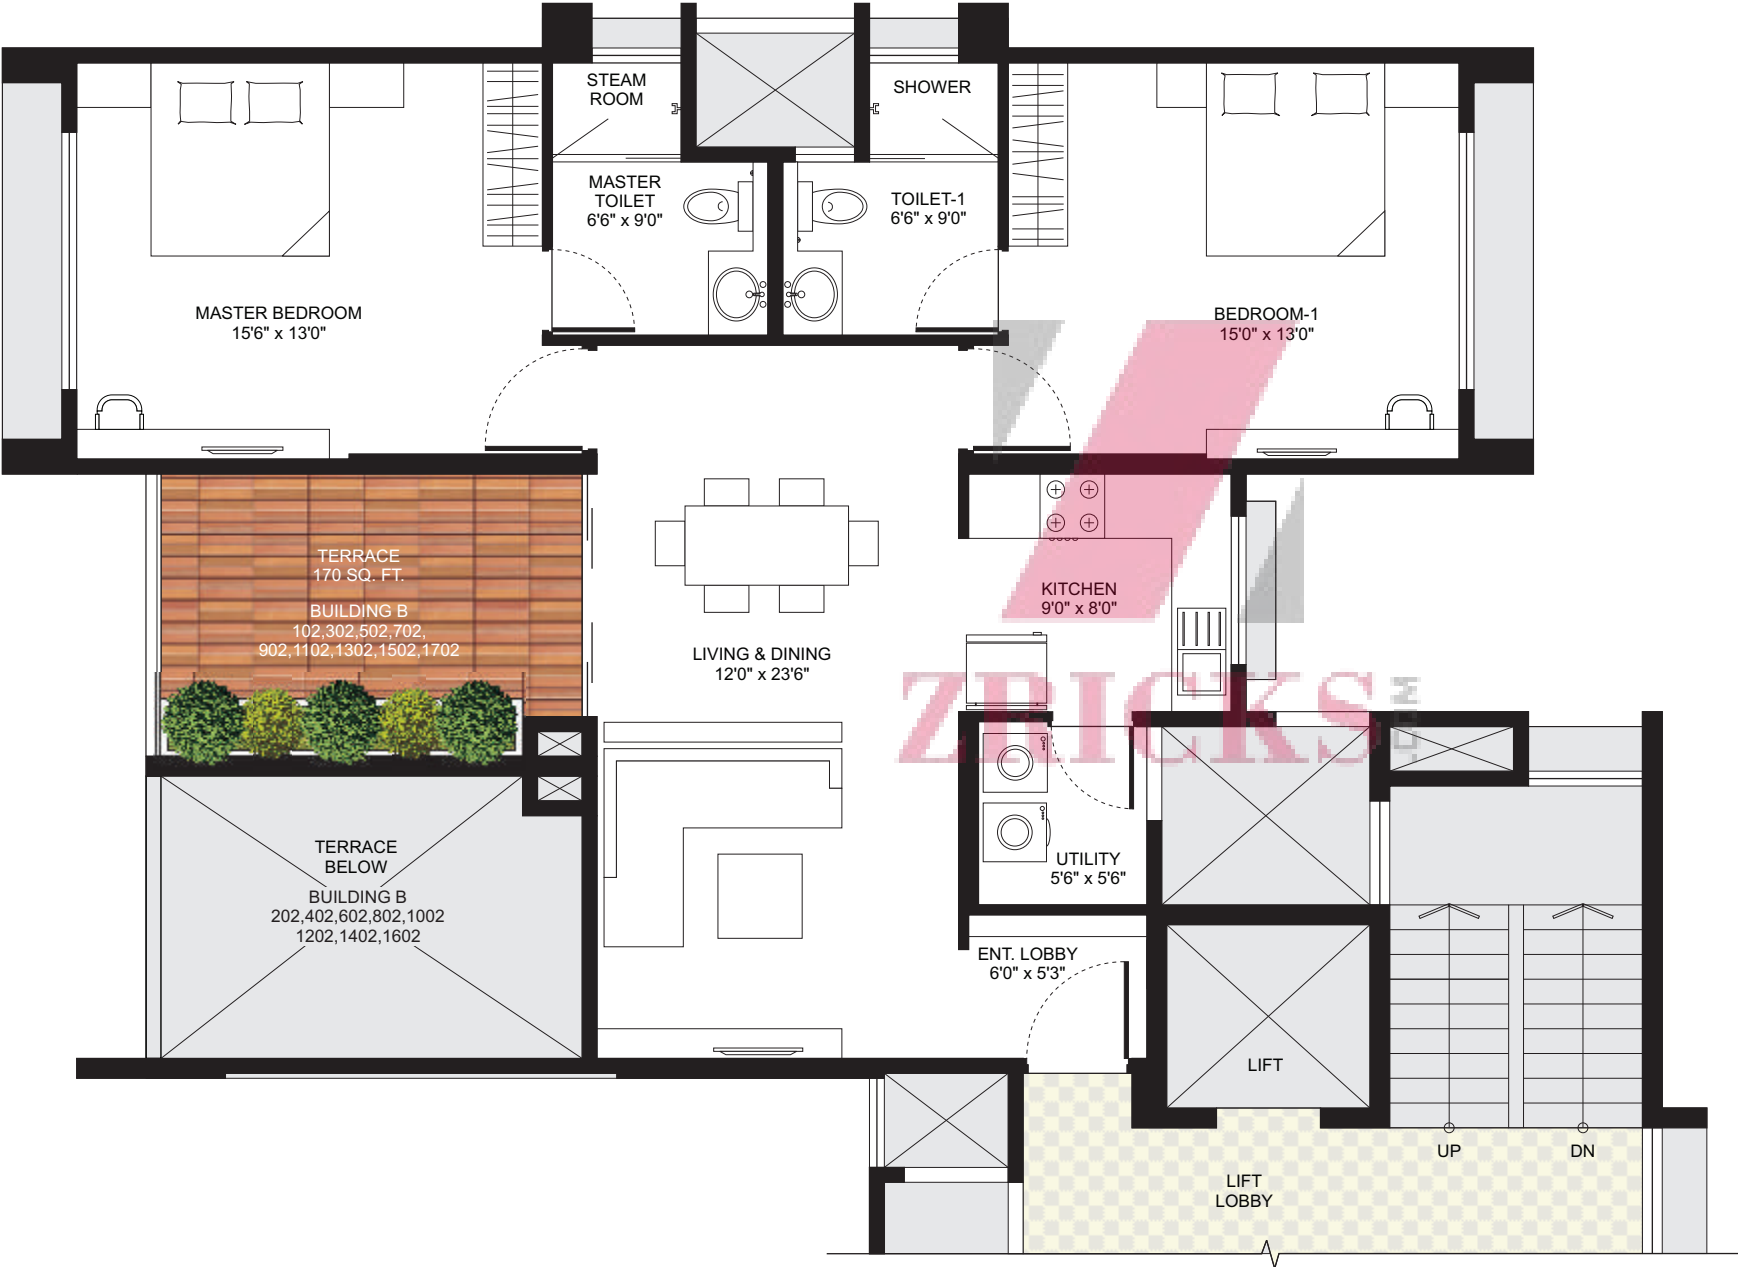 STEAM
ROOM
SHOWER
MASTER
TOILET
6'6" x 9'0"
TOILET-1
6'6" x 9'0"
MASTER BEDROOM
15'6" x 13'0"
BEDROOM-1
15'0" x 13'0"
TERRACE
170 SQ. FT.
BUILDING B
102,302,502,702,
902,1102,1302,1502,1702
KITCHEN
9'0" x 8'0"
LIVING & DINING
12'0" x 23'6"
ZRICKS
.COM
TERRACE
BELOW
BUILDING B
202,402,602,802,1002
1202,1402,1602
UTILITY
5'6" x 5'6"
ENT. LOBBY
6'0" x 5'3"
LIFT
UP
DN
LIFT
LOBBY